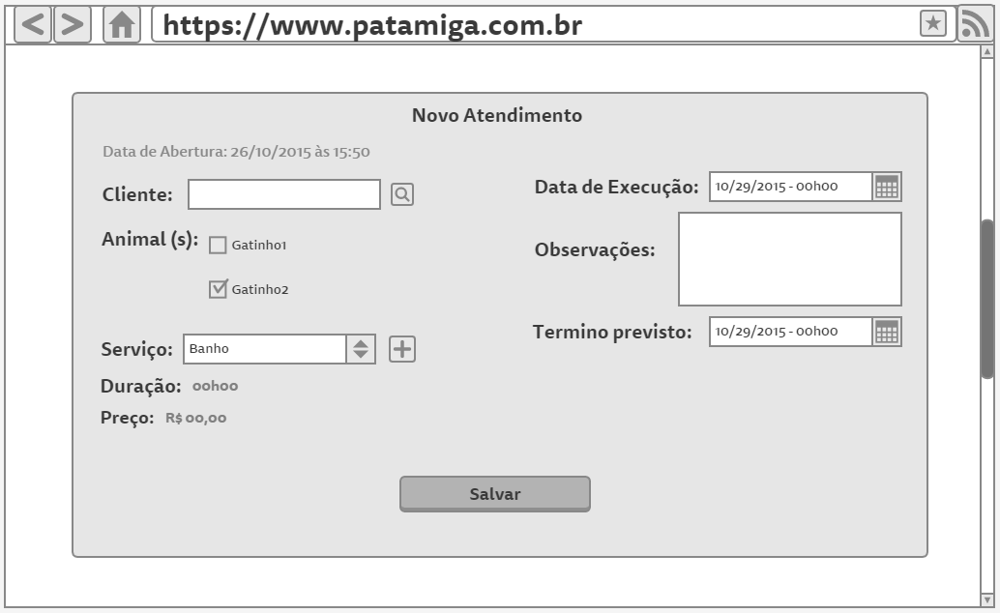 https://www.patamiga.com.br
Novo Atendimento
Data de Abertura: 26/10/2015 às 15:50
Cliente:
Animal (s):
Gatinho1
Gatinho2
Serviço: Banho
Duração: 00h00
Preço: R$ 00,00
Data de Execução: 10/29/2015 - 00h00
Observações:
Termino previsto: 10/29/2015 - 00h00
Salvar